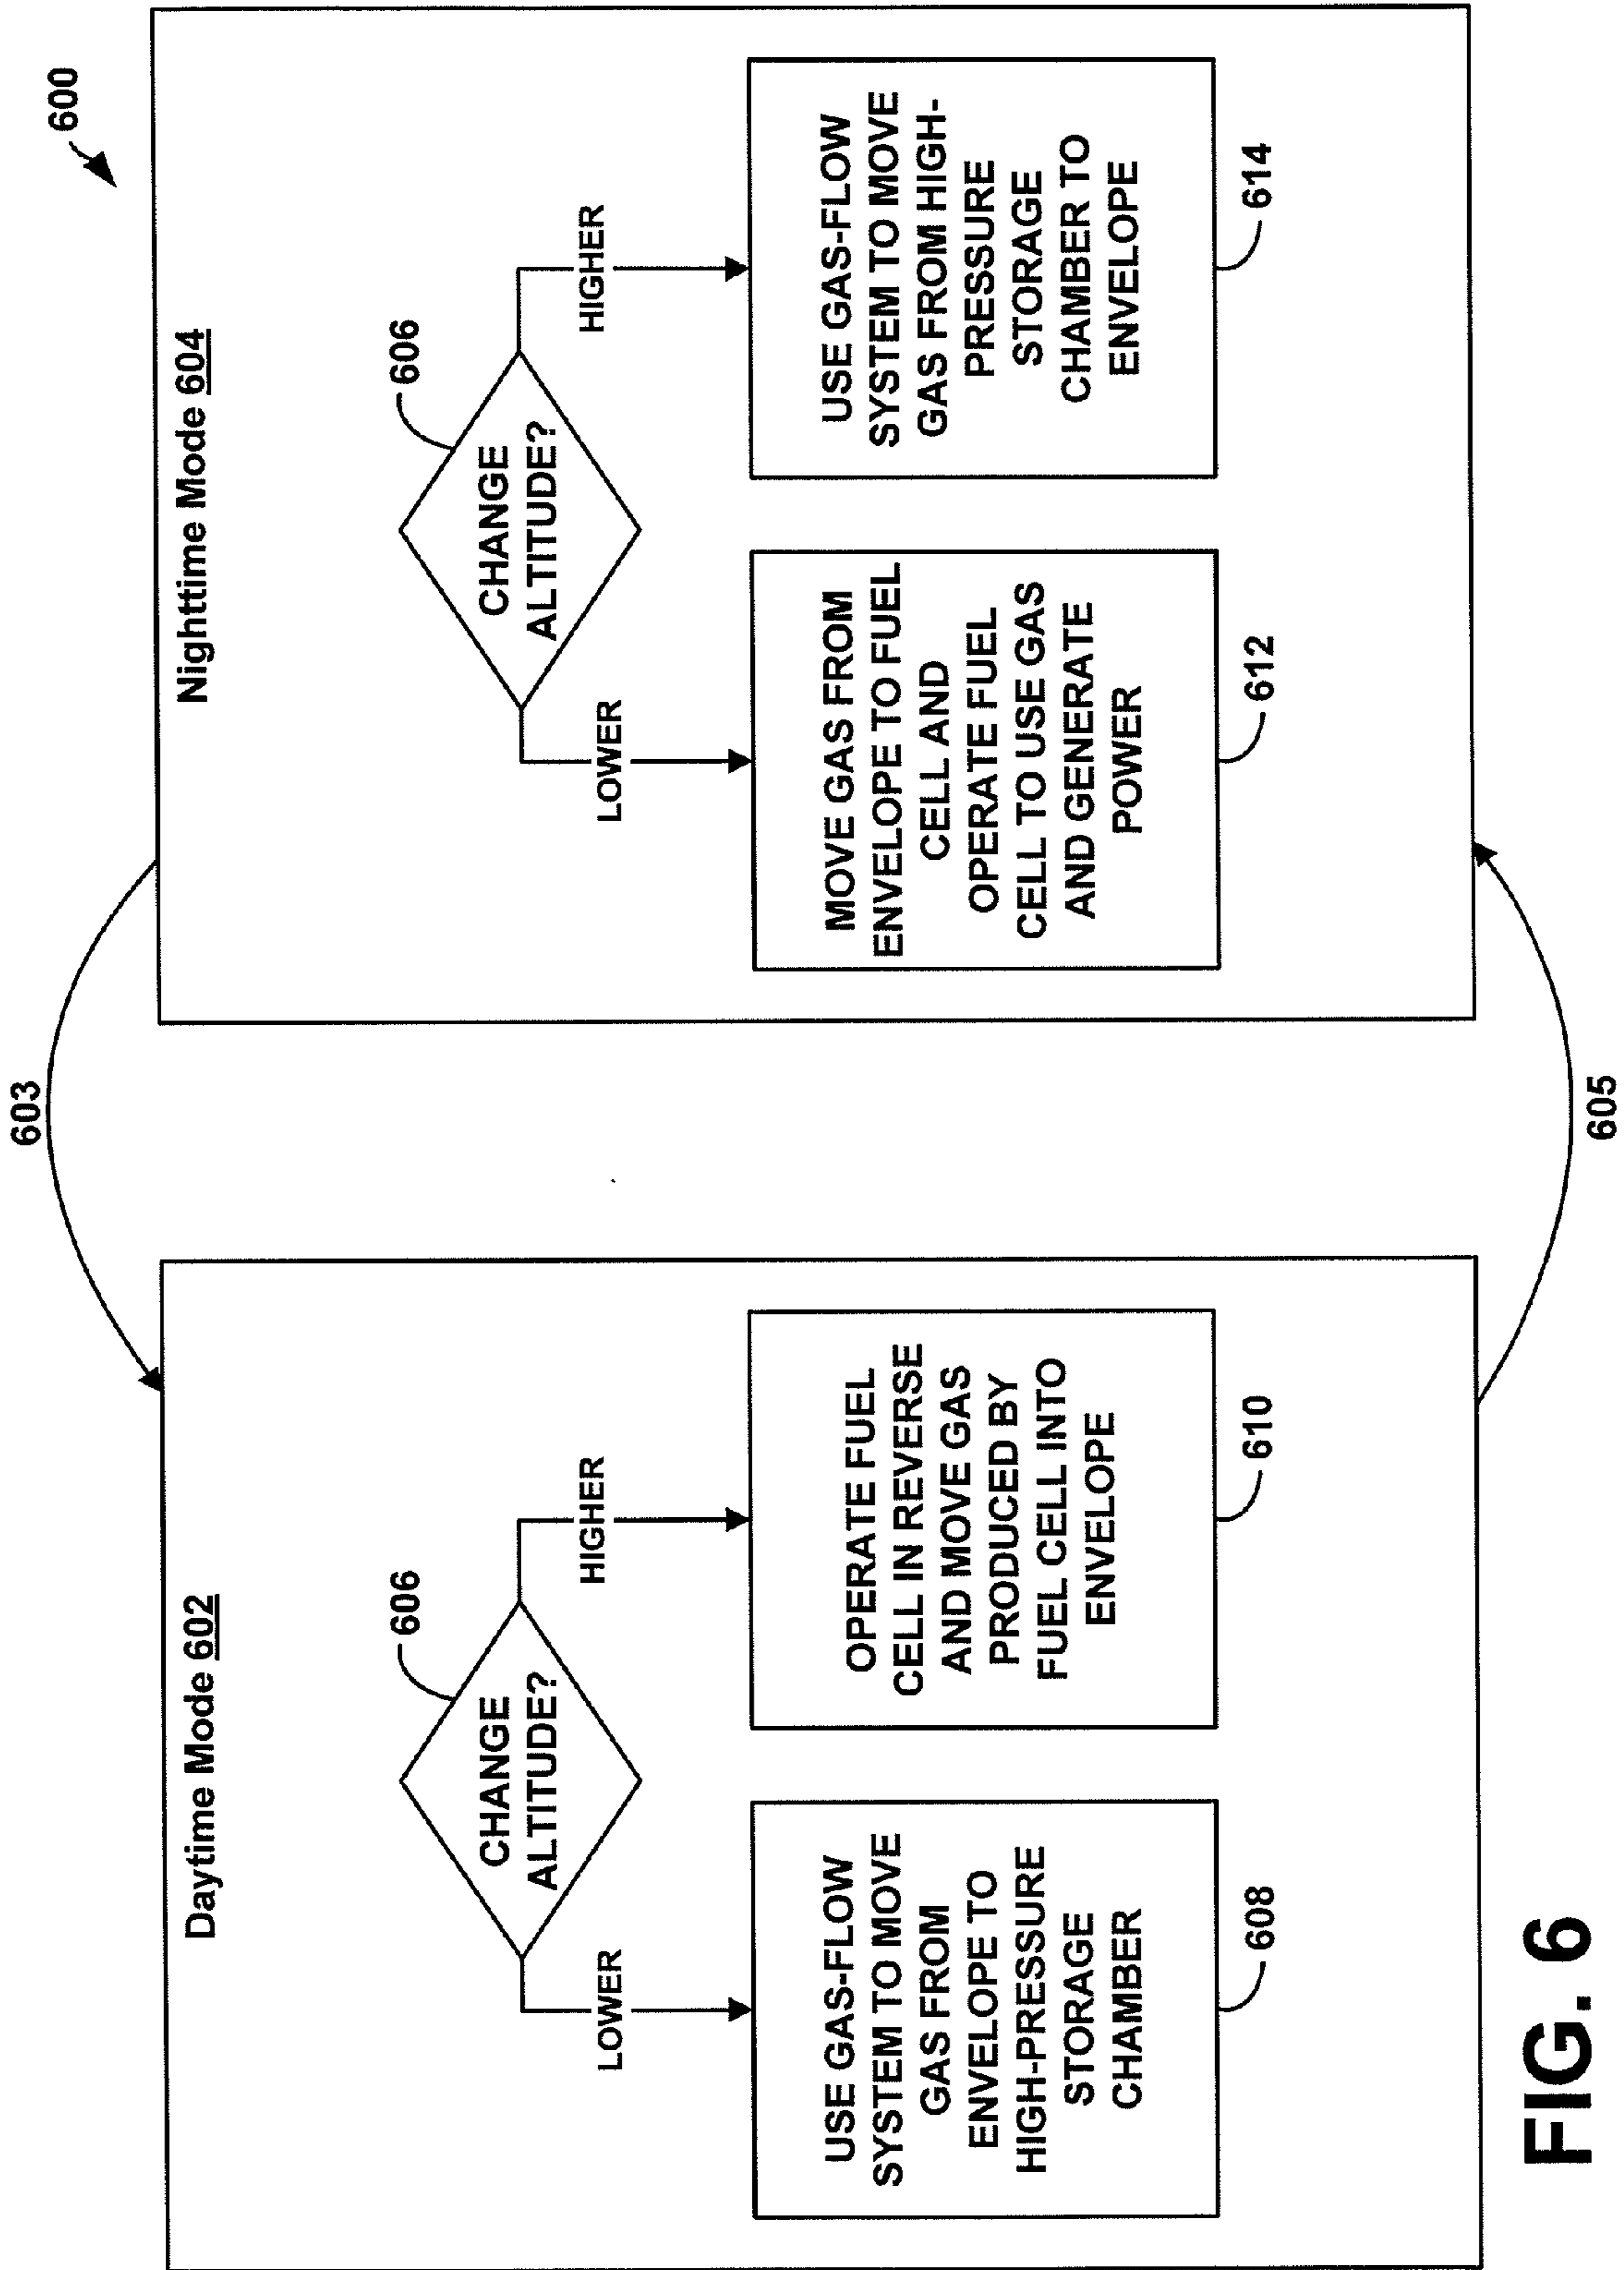 600
603
Daytime Mode 602
606
CHANGE
ALTITUDE?
LOWER
HIGHER
USE GAS-FLOW
SYSTEM TO MOVE
GAS FROM
ENVELOPE TO
HIGH-PRESSURE
STORAGE
CHAMBER
608
OPERATE FUEL
CELL IN REVERSE
AND MOVE GAS
PRODUCED BY
FUEL CELL INTO
ENVELOPE
610
Nighttime Mode 604
606
CHANGE
ALTITUDE?
LOWER
HIGHER
MOVE GAS FROM
ENVELOPE TO FUEL
CELL AND
OPERATE FUEL
CELL TO USE GAS
AND GENERATE
POWER
612
USE GAS-FLOW
SYSTEM TO MOVE
GAS FROM HIGH-
PRESSURE
STORAGE
CHAMBER TO
ENVELOPE
614
605
FIG. 6